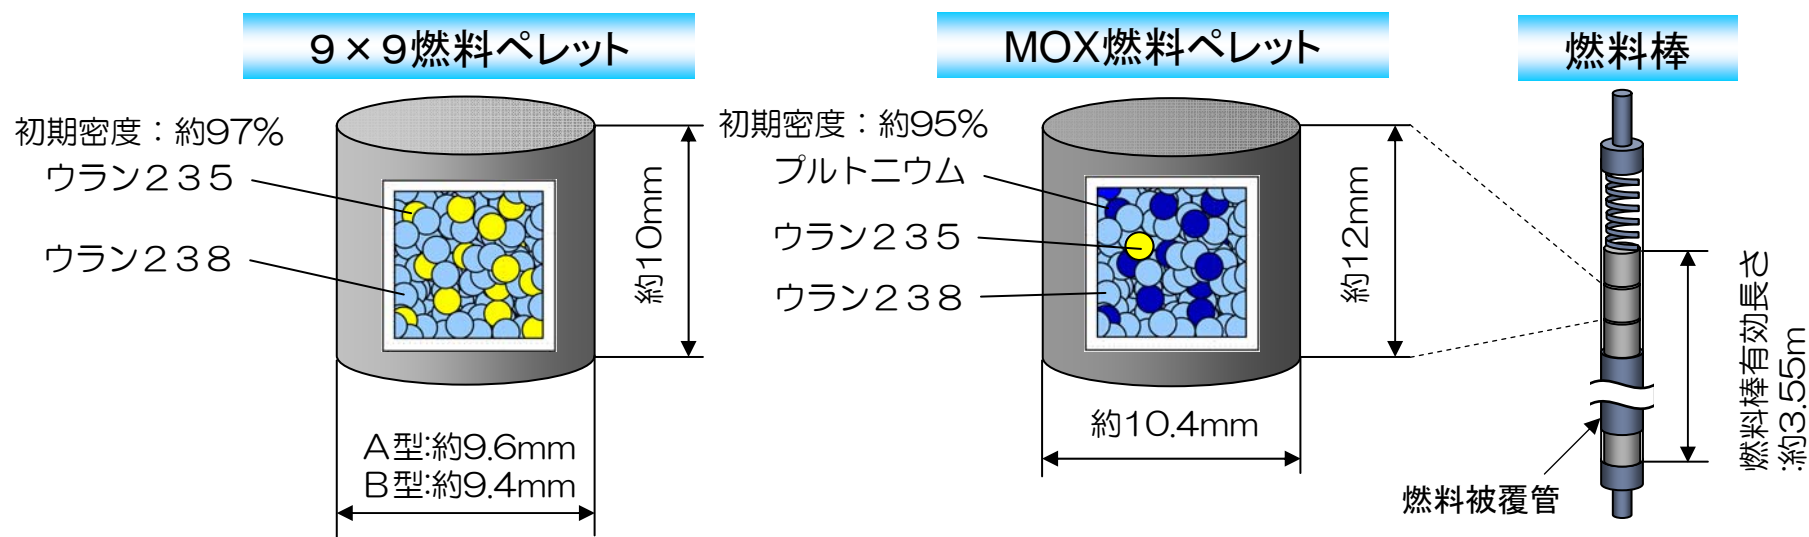 ９×９燃料ペレット
初期密度：約97%
ウラン２３５
ウラン２３８
約10mm
Ａ型:約9.6mm
Ｂ型:約9.4mm
MOX燃料ペレット
初期密度：約95%
プルトニウム
ウラン２３５
ウラン２３８
約12mm
約10.4mm
燃料棒
燃料棒有効長さ
:約3.55m
燃料被覆管